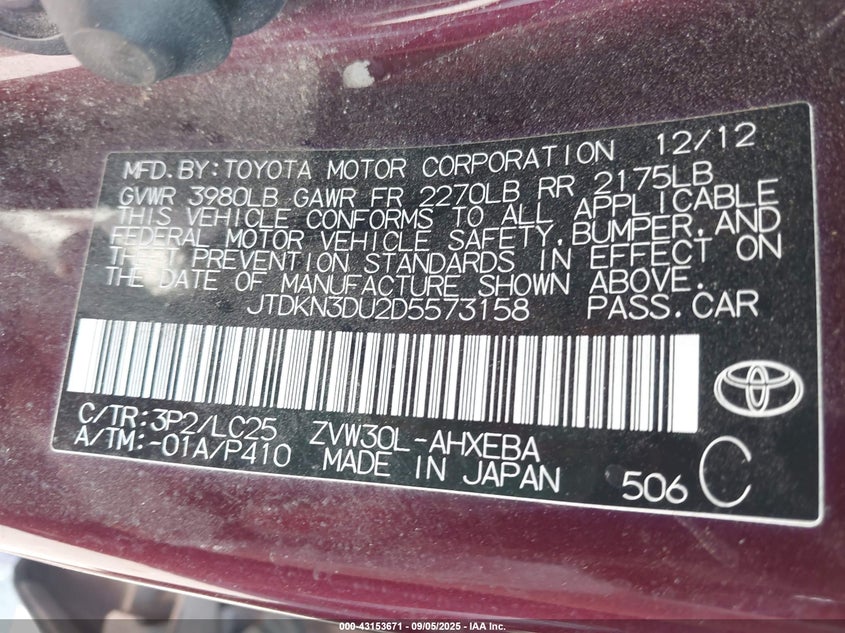 MFD.BY:TOYOTA MOTOR CORPORATION 12/12
GVWR 3980LB GAWR FR 2270LB RR 2175LB
THIS VEHICLE CONFORMS TO ALL APPLICABLE
FEDERAL MOTOR VEHICLE SAFETY,BUMPER,AND
THEFT PREVENTION STANDARDS IN EFFECT ON
THE DATE OF MANUFACTURE SHOWN ABOVE.
JTDKN3DU2D5573158 PASS.CAR
C/TR:3P2/LC25 ZVW30L-AHXEBA
A/TM:-01A/P410 MADE IN JAPAN
506 C
000-43153671 - 09/05/2025 - IAA Inc.